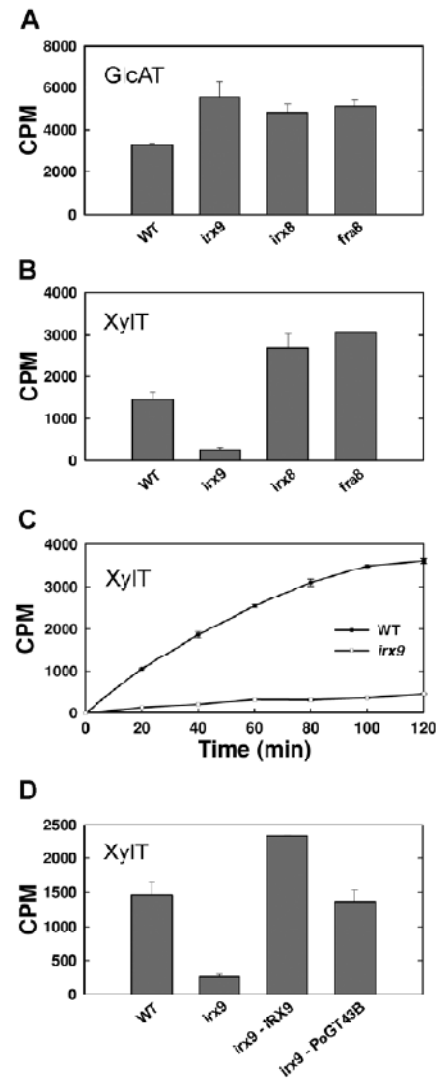 A
GlcAT
CPM
8000
6000
4000
2000
0
WT
irx9
irx8
fra8
B
XylT
CPM
4000
3000
2000
1000
0
WT
irx9
irx8
fra8
C
XylT
CPM
4000
3000
2000
1000
0
WT
irx9
0 20 40 60 80 100 120
Time (min)
D
XylT
CPM
2500
2000
1500
1000
500
0
WT
irx9
irx9 - IRX9
irx9 - PoGT43B